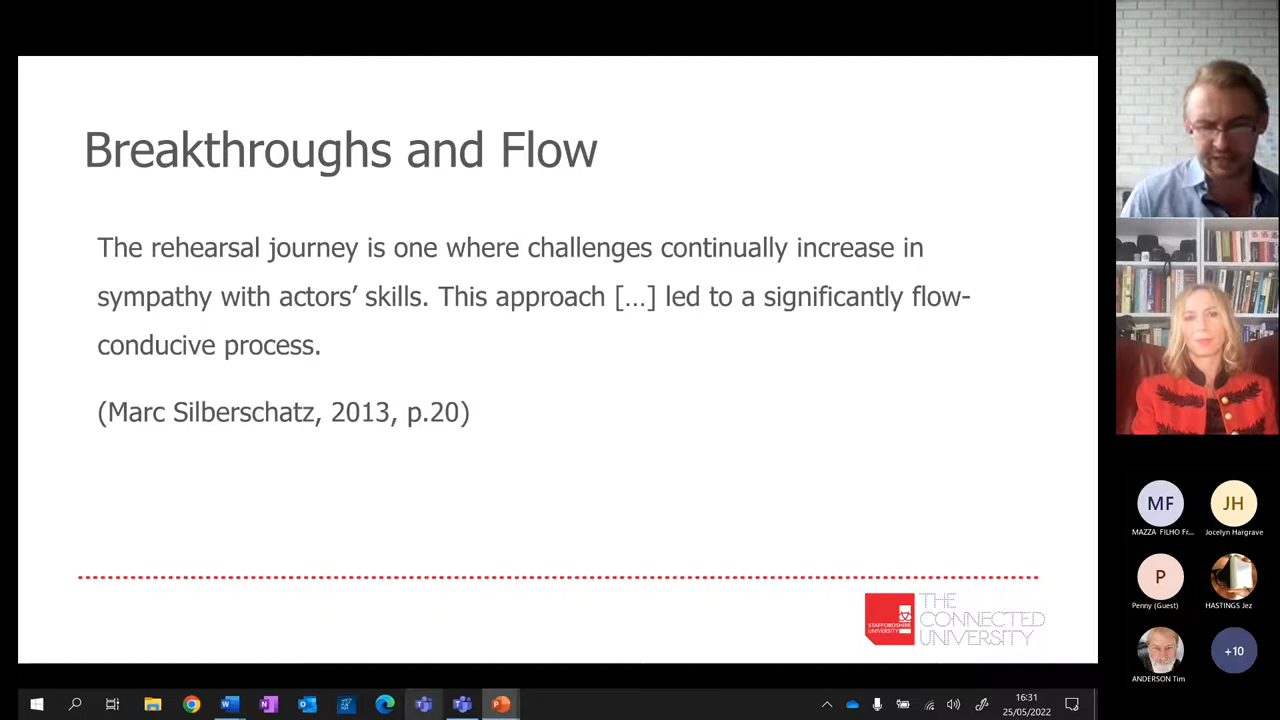 Breakthroughs and Flow
The rehearsal journey is one where challenges continually increase in
sympathy with actors’ skills. This approach […] led to a significantly flow-
conducive process.
(Marc Silberschatz, 2013, p.20)
STAFFORDSHIRE
UNIVERSITY
THE
CONNECTED
UNIVERSITY
MF
JH
MAZZA FILHO Fr...
Jocelyn Hargrave
P
Penny (Guest)
HASTINGS Jez
+10
ANDERSON Tim
16:31
25/05/2022